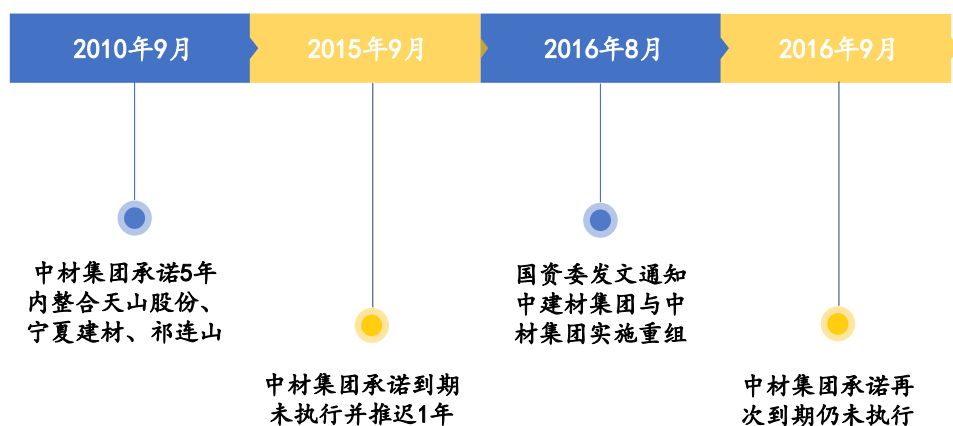 2010年9月
2015年9月
2016年8月
2016年9月
中材集团承诺5年
内整合天山股份、
宁夏建材、祁连山
中材集团承诺到期
未执行并推迟1年
国资委发文通知
中建材集团与中
材集团实施重组
中材集团承诺再
次到期仍未执行